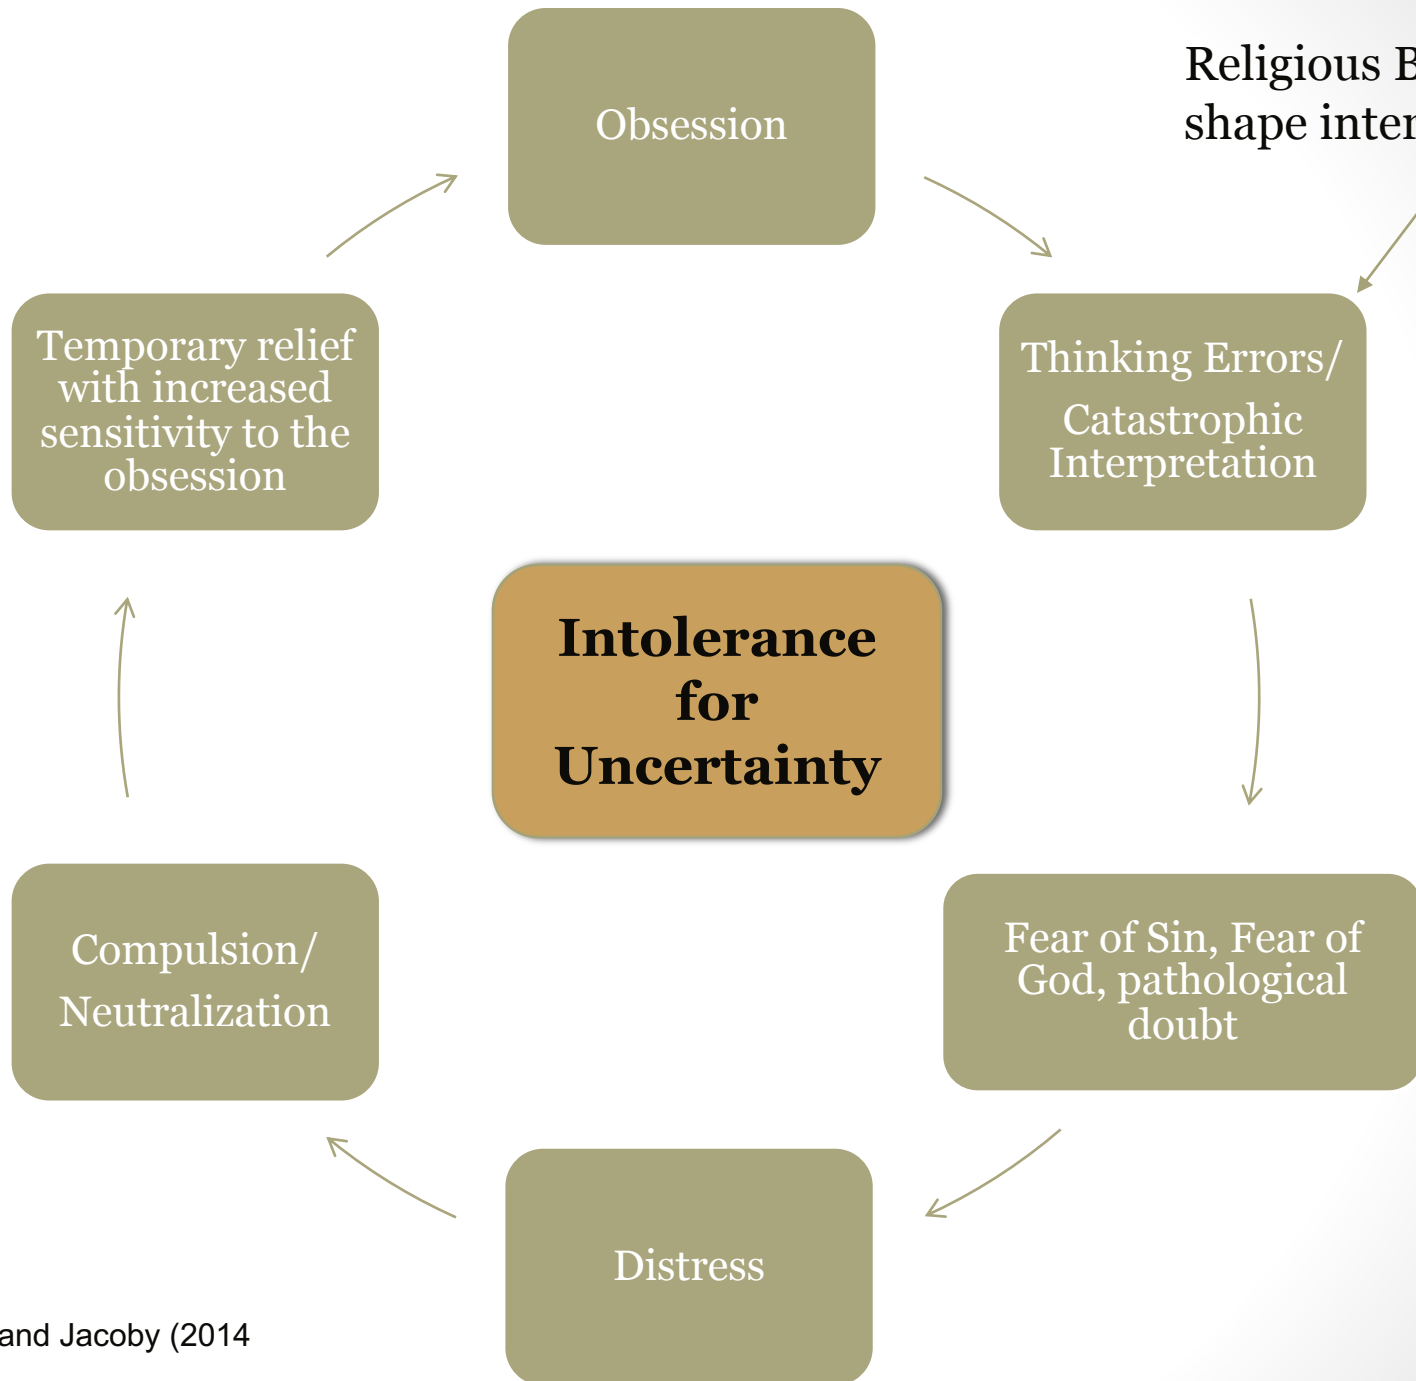 Obsession
Religious B
shape inter
Thinking Errors/
Catastrophic
Interpretation
Fear of Sin, Fear of
God, pathological
doubt
Distress
Compulsion/
Neutralization
Temporary relief
with increased
sensitivity to the
obsession
Intolerance
for
Uncertainty
and Jacoby (2014